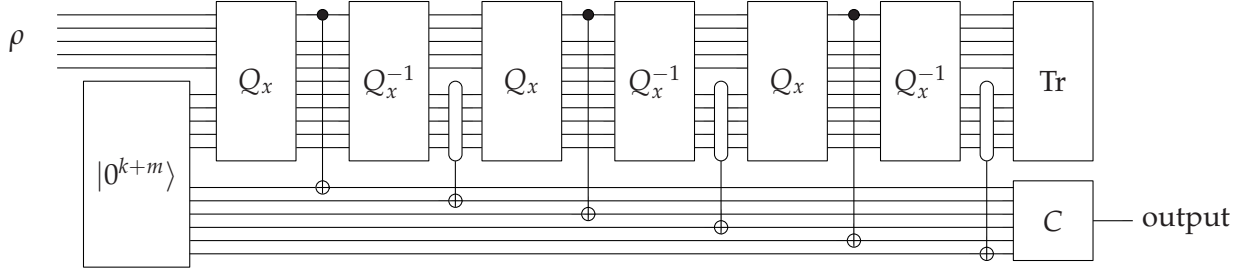 ρ
Q_x Q_x^{-1} Q_x Q_x^{-1} Q_x Q_x^{-1} Tr
|0^{k+m}⟩
C output